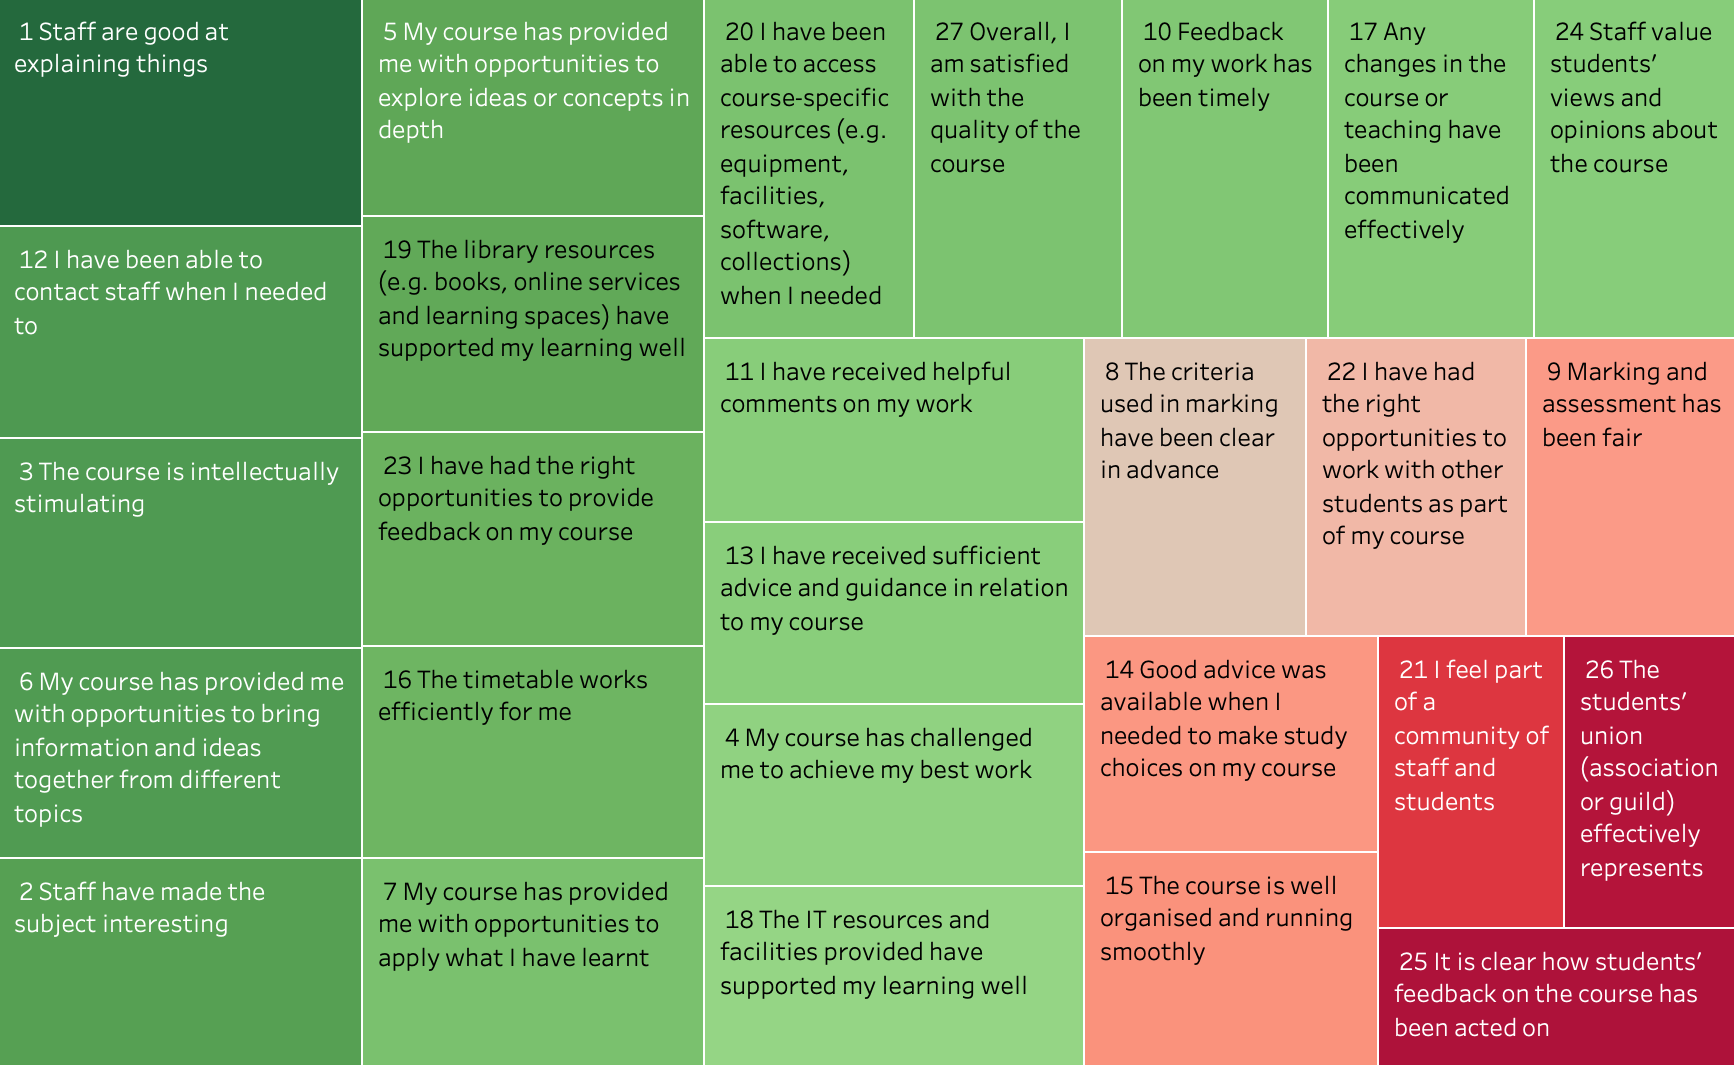 1 Staff are good at
explaining things
12 I have been able to
contact staff when I needed
to
3 The course is intellectually
stimulating
6 My course has provided me
with opportunities to bring
information and ideas
together from different
topics
2 Staff have made the
subject interesting
5 My course has provided
me with opportunities to
explore ideas or concepts in
depth
19 The library resources
(e.g. books, online services
and learning spaces) have
supported my learning well
23 I have had the right
opportunities to provide
feedback on my course
16 The timetable works
efficiently for me
7 My course has provided
me with opportunities to
apply what I have learnt
20 I have been
able to access
course-specific
resources (e.g.
equipment,
facilities,
software,
collections)
when I needed
27 Overall, I
am satisfied
with the
quality of the
course
10 Feedback
on my work has
been timely
17 Any
changes in the
course or
teaching have
been
communicated
effectively
24 Staff value
students’
views and
opinions about
the course
11 I have received helpful
comments on my work
13 I have received sufficient
advice and guidance in relation
to my course
4 My course has challenged
me to achieve my best work
18 The IT resources and
facilities provided have
supported my learning well
8 The criteria
used in marking
have been clear
in advance
22 I have had
the right
opportunities to
work with other
students as part
of my course
9 Marking and
assessment has
been fair
14 Good advice was
available when I
needed to make study
choices on my course
15 The course is well
organised and running
smoothly
21 I feel part
of a
community of
staff and
students
26 The
students’
union
(association
or guild)
effectively
represents
25 It is clear how students’
feedback on the course has
been acted on